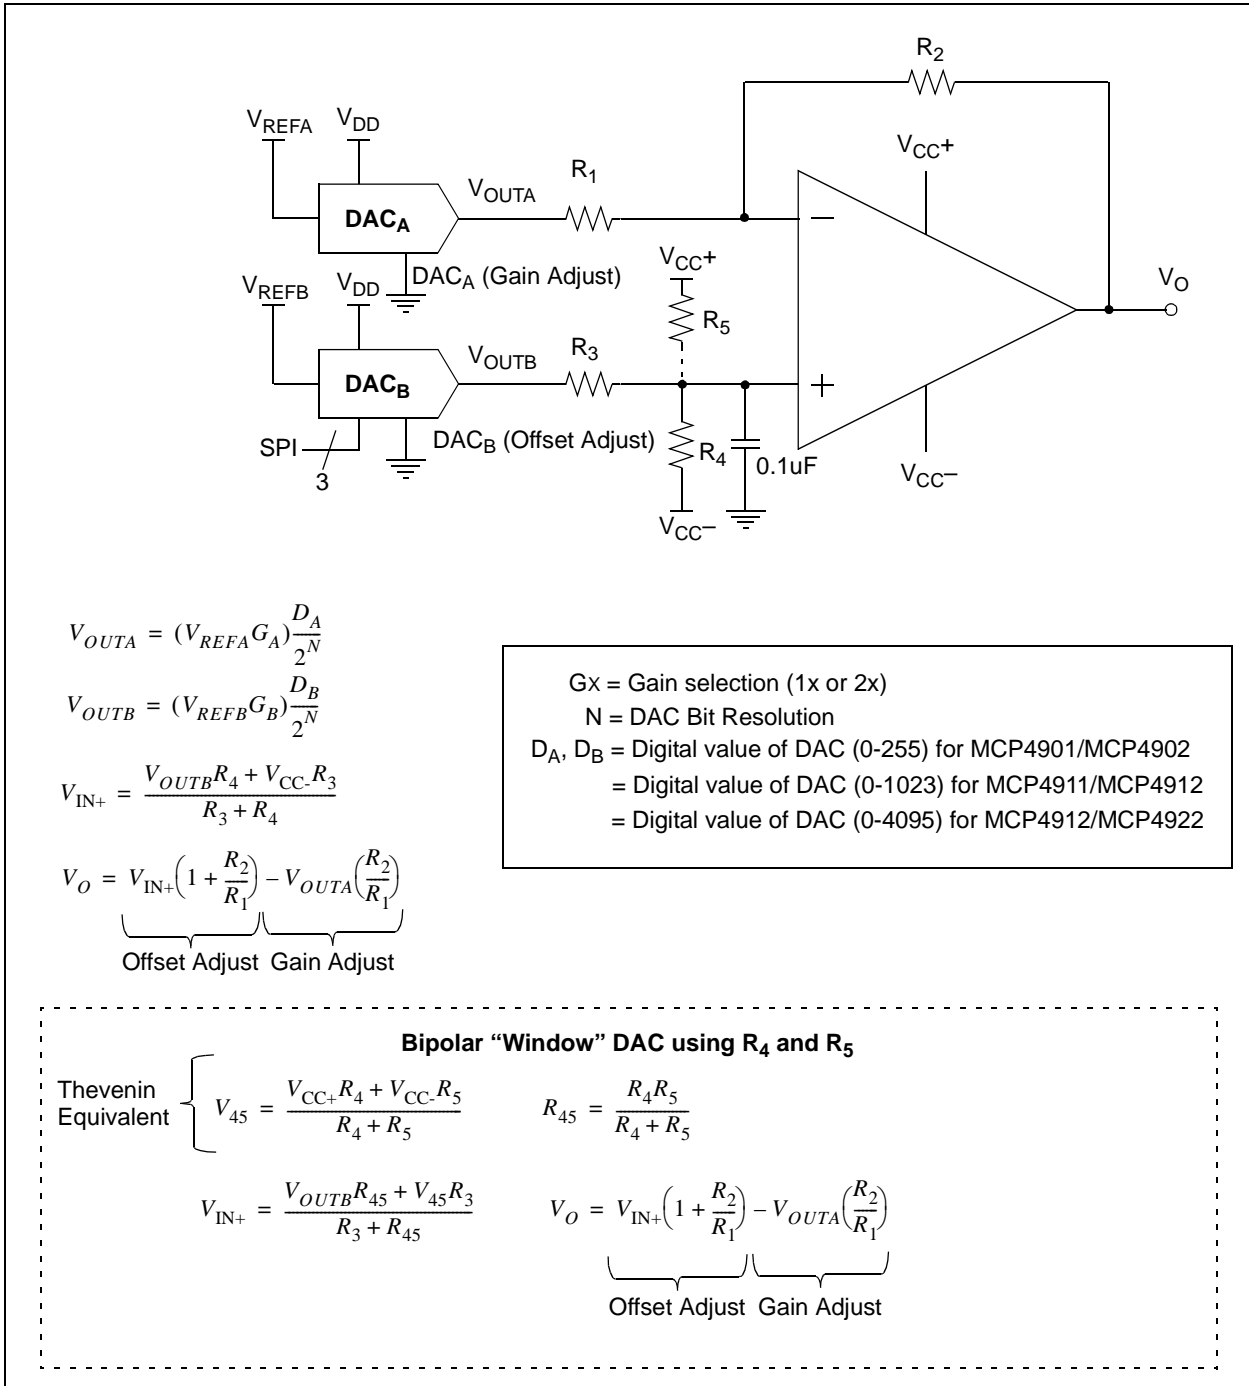 R2
VREFA
VDD
VCC+
R1
VOUTA
DACA
−
VCC+
DACA (Gain Adjust)
VREFB
VDD
VO
R5
R3
VOUTB
DACB
+
SPI
DACB (Offset Adjust)
R4
0.1uF
VCC−
3
VCC−
VOUTA = (VREFA GA) DA/2^N
VOUTB = (VREFB GB) DB/2^N
GX = Gain selection (1x or 2x)
N = DAC Bit Resolution
DA, DB = Digital value of DAC (0-255) for MCP4901/MCP4902
= Digital value of DAC (0-1023) for MCP4911/MCP4912
= Digital value of DAC (0-4095) for MCP4912/MCP4922
VIN+ = (VOUTB R4 + VCC- R3)/(R3 + R4)
VO = VIN+ (1 + R2/R1) – VOUTA (R2/R1)
Offset Adjust Gain Adjust
Bipolar “Window” DAC using R4 and R5
Thevenin
Equivalent
V45 = (VCC+ R4 + VCC- R5)/(R4 + R5)
R45 = R4R5/(R4 + R5)
VIN+ = (VOUTB R45 + V45 R3)/(R3 + R45)
VO = VIN+ (1 + R2/R1) – VOUTA (R2/R1)
Offset Adjust Gain Adjust